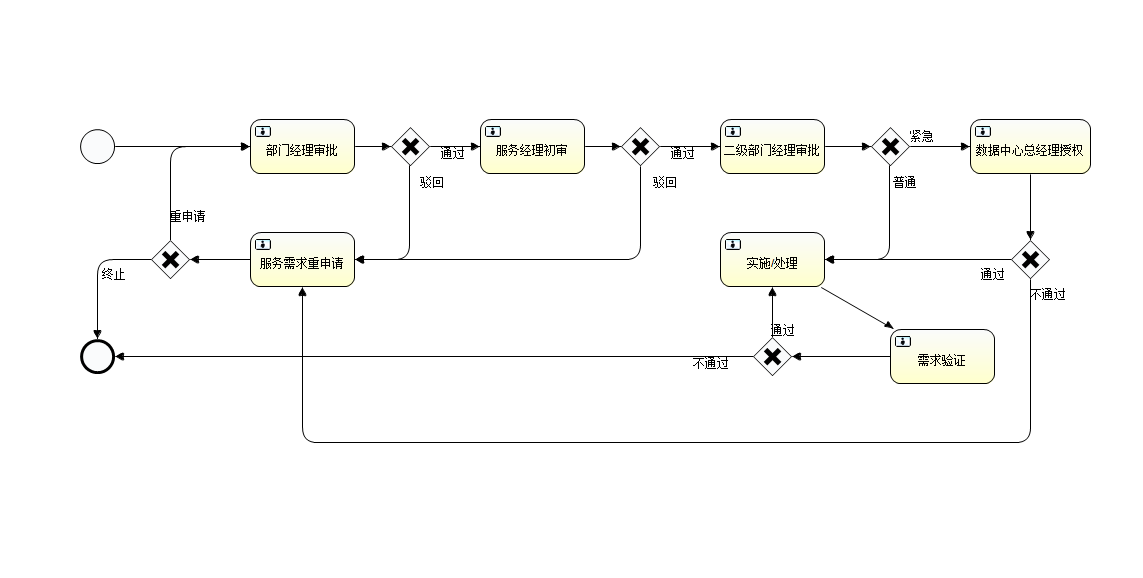 紧急
部门经理审批
通过
服务经理初审
通过
二级部门经理审批
数据中心总经理授权
驳回
驳回
普通
重申请
终止
服务需求重申请
实施/处理
通过
不通过
通过
不通过
需求验证